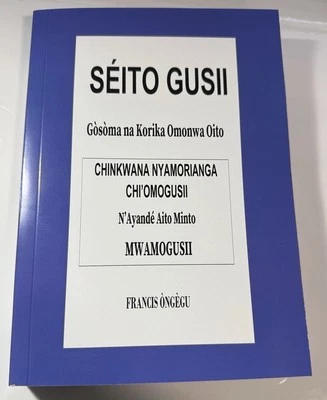 SÉITO GUSII
Gòsòma na Korika Omonwa Oito
CHINKWANA NYAMORIANGA
CHI'OMOGUSII
N'Ayandé Aito Minto
MWAMOGUSII
FRANCIS ÒNGÈGU